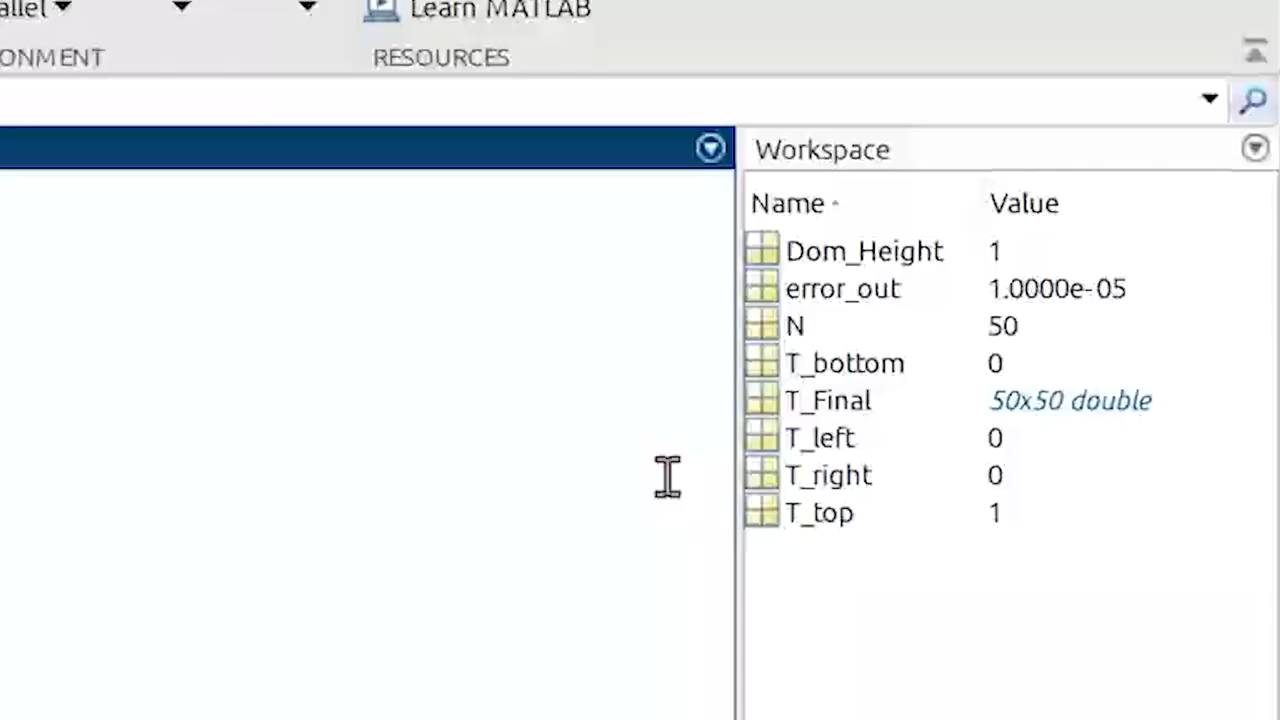 allel Learn MATLAB
ONMENT RESOURCES
Workspace
Name Value
Dom_Height 1
error_out 1.0000e-05
N 50
T_bottom 0
T_Final 50x50 double
T_left 0
T_right 0
T_top 1